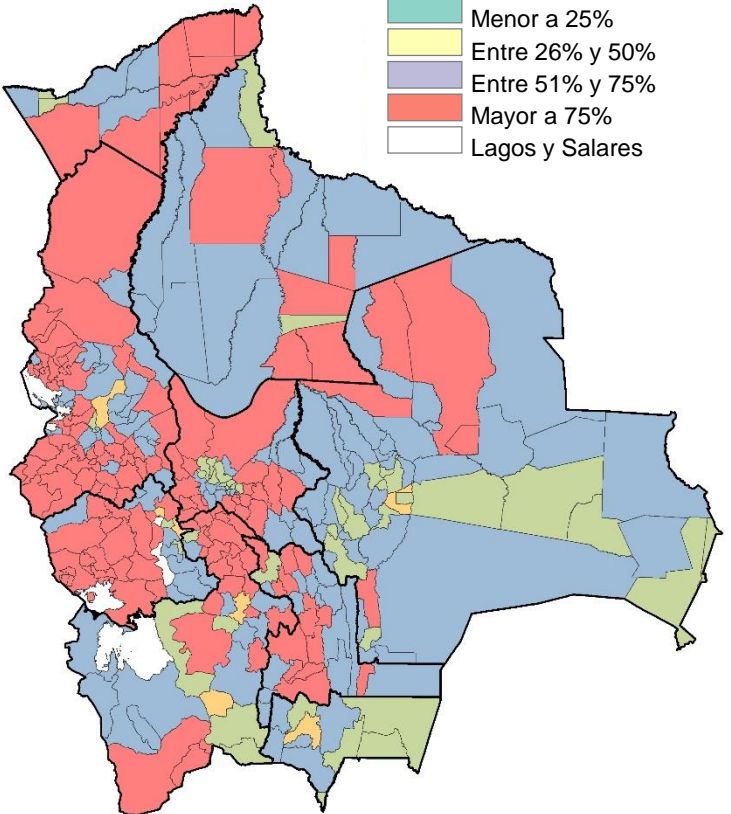 Menor a 25%
Entre 26% y 50%
Entre 51% y 75%
Mayor a 75%
Lagos y Salares